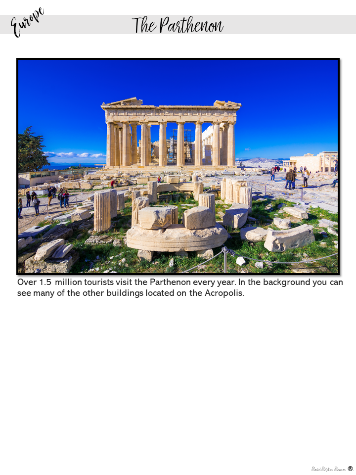 Europe
The Parthenon
Over 1.5 million tourists visit the Parthenon every year. In the background you can
see many of the other buildings located on the Acropolis.